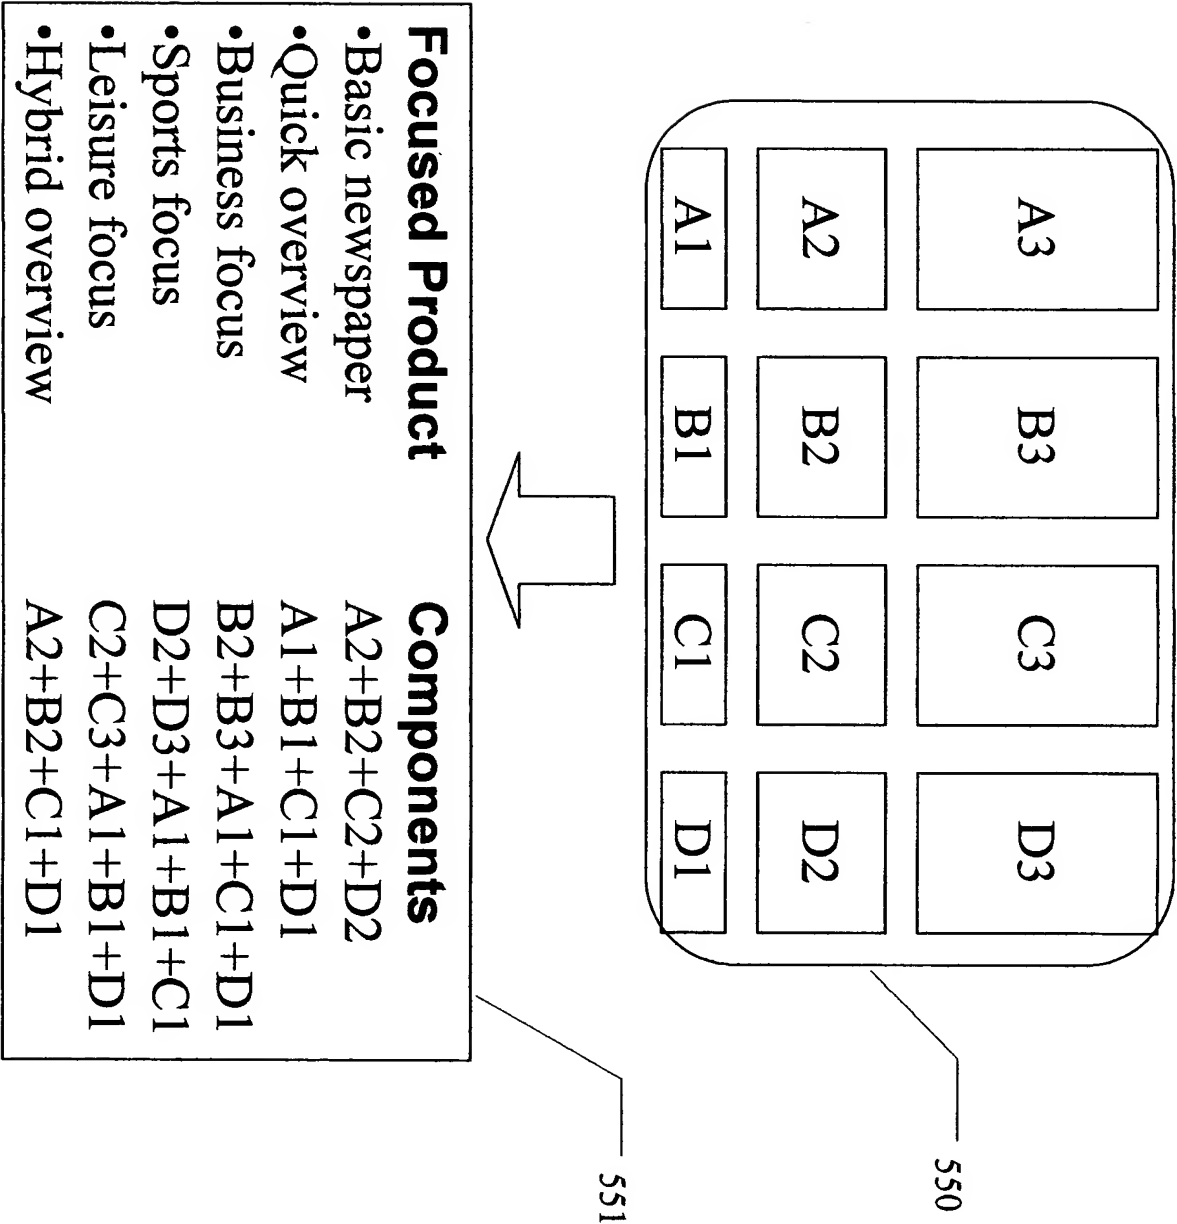 A3 B3 C3 D3
A2 B2 C2 D2
A1 B1 C1 D1
550
551
Focused Product Components
•Basic newspaper A2+B2+C2+D2
•Quick overview A1+B1+C1+D1
•Business focus B2+B3+A1+C1+D1
•Sports focus D2+D3+A1+B1+C1
•Leisure focus C2+C3+A1+B1+D1
•Hybrid overview A2+B2+C1+D1